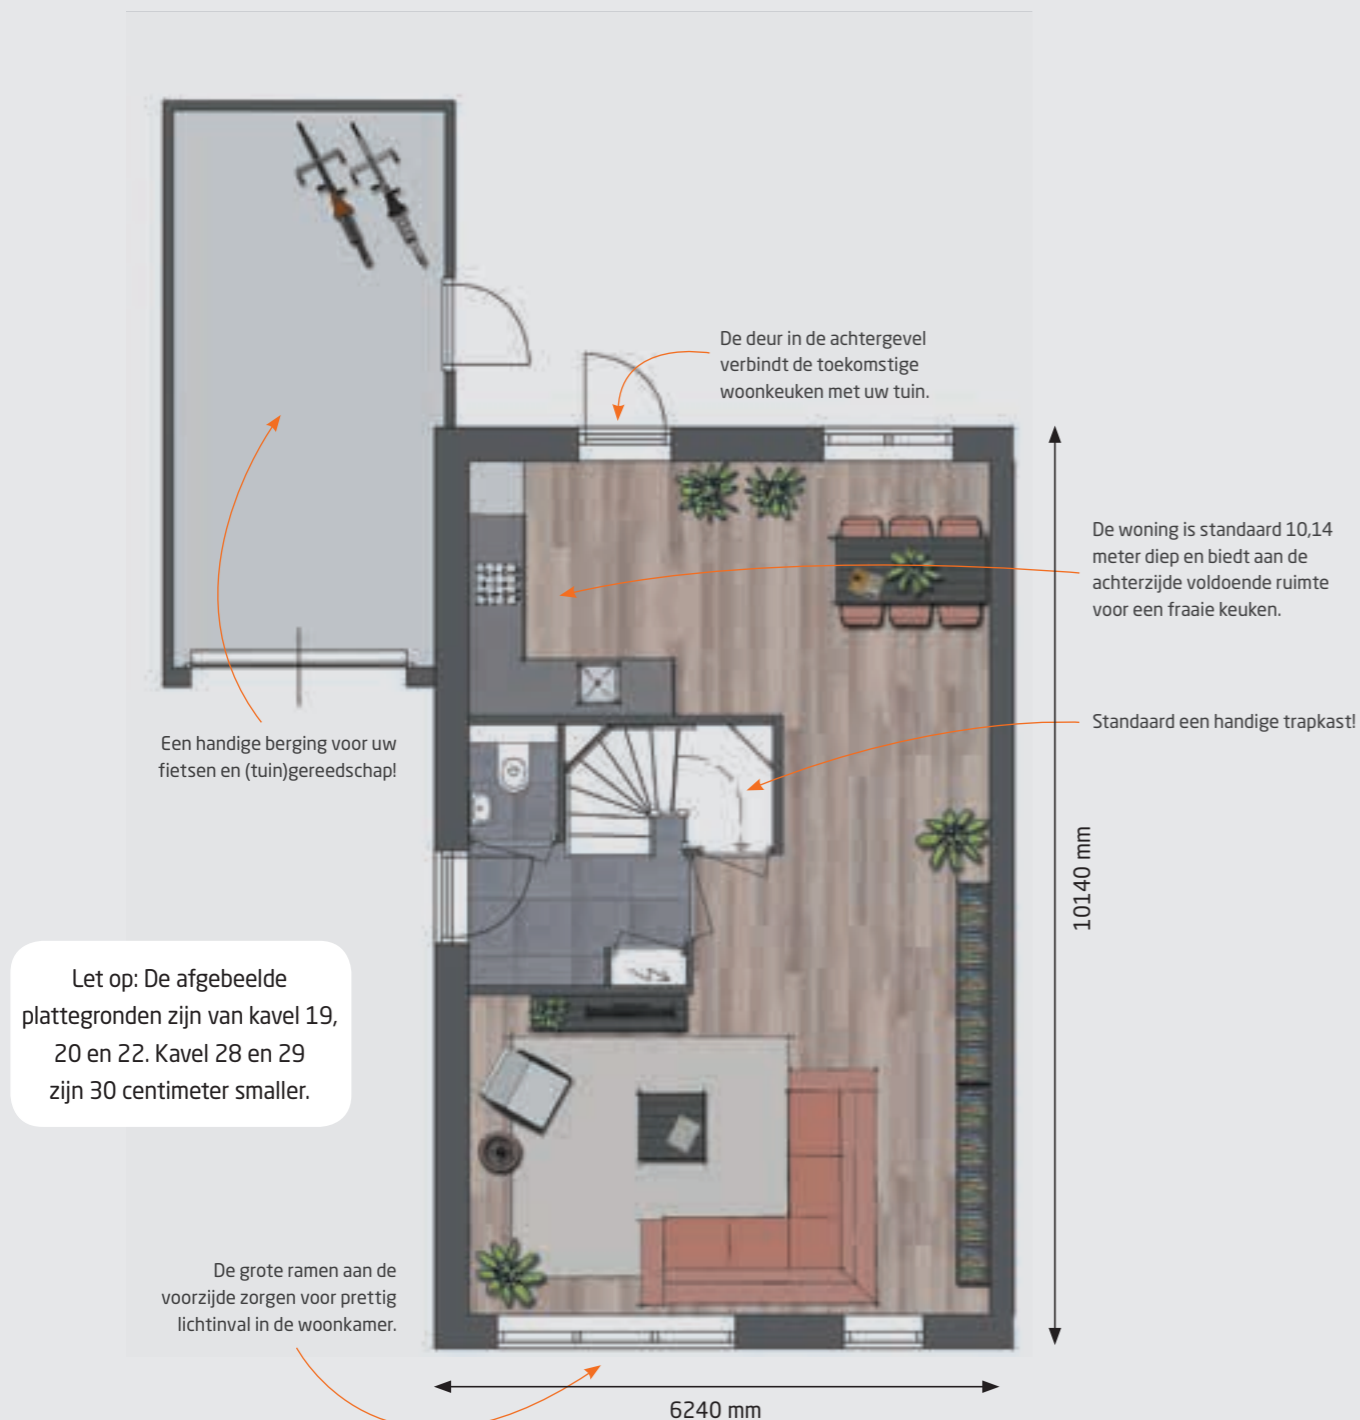 De deur in de achtergevel
verbindt de toekomstige
woonkeuken met uw tuin.
De woning is standaard 10,14
meter diep en biedt aan de
achterzijde voldoende ruimte
voor een fraaie keuken.
Standaard een handige trapkast!
Een handige berging voor uw
fietsen en (tuin)gereedschap!
10140 mm
Let op: De afgebeelde
plattegronden zijn van kavel 19,
20 en 22. Kavel 28 en 29
zijn 30 centimeter smaller.
De grote ramen aan de
voorzijde zorgen voor prettig
lichtinval in de woonkamer.
6240 mm